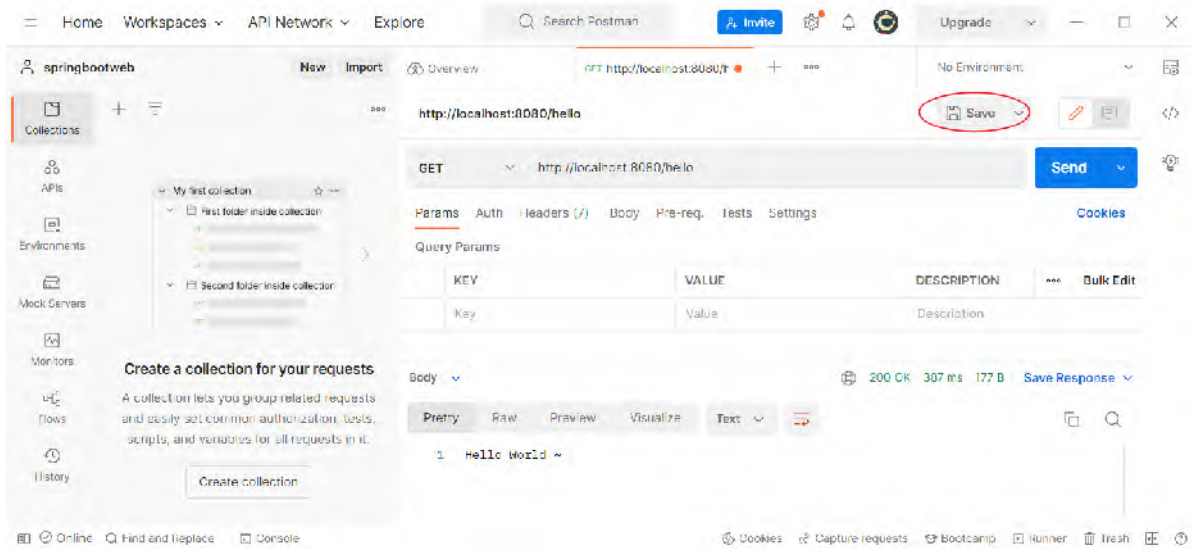 Home Workspaces API Network Explore Search Postman Invite Upgrade
springbootweb New Import Overview GET http://localhost:8080/h No Environment
Collections
http://localhost:8080/hello Save
APIs
GET http://localhost:8080/hello Send
My first collection
First folder inside collection
Params Auth Headers (7) Body Pre-req. Tests Settings Cookies
Environments
Query Params
KEY VALUE DESCRIPTION Bulk Edit
Second folder inside collection
Mock Servers
Key Value Description
Monitors
Create a collection for your requests
Body 200 OK 387 ms 177 B Save Response
A collection lets you group related requests
Flows
and easily set common authorization, tests,
scripts, and variables for all requests in it.
Pretty Raw Preview Visualize Text
1 Hello World ~
History
Create collection
Online Find and Replace Console Cookies Capture requests Bootcamp Runner Trash